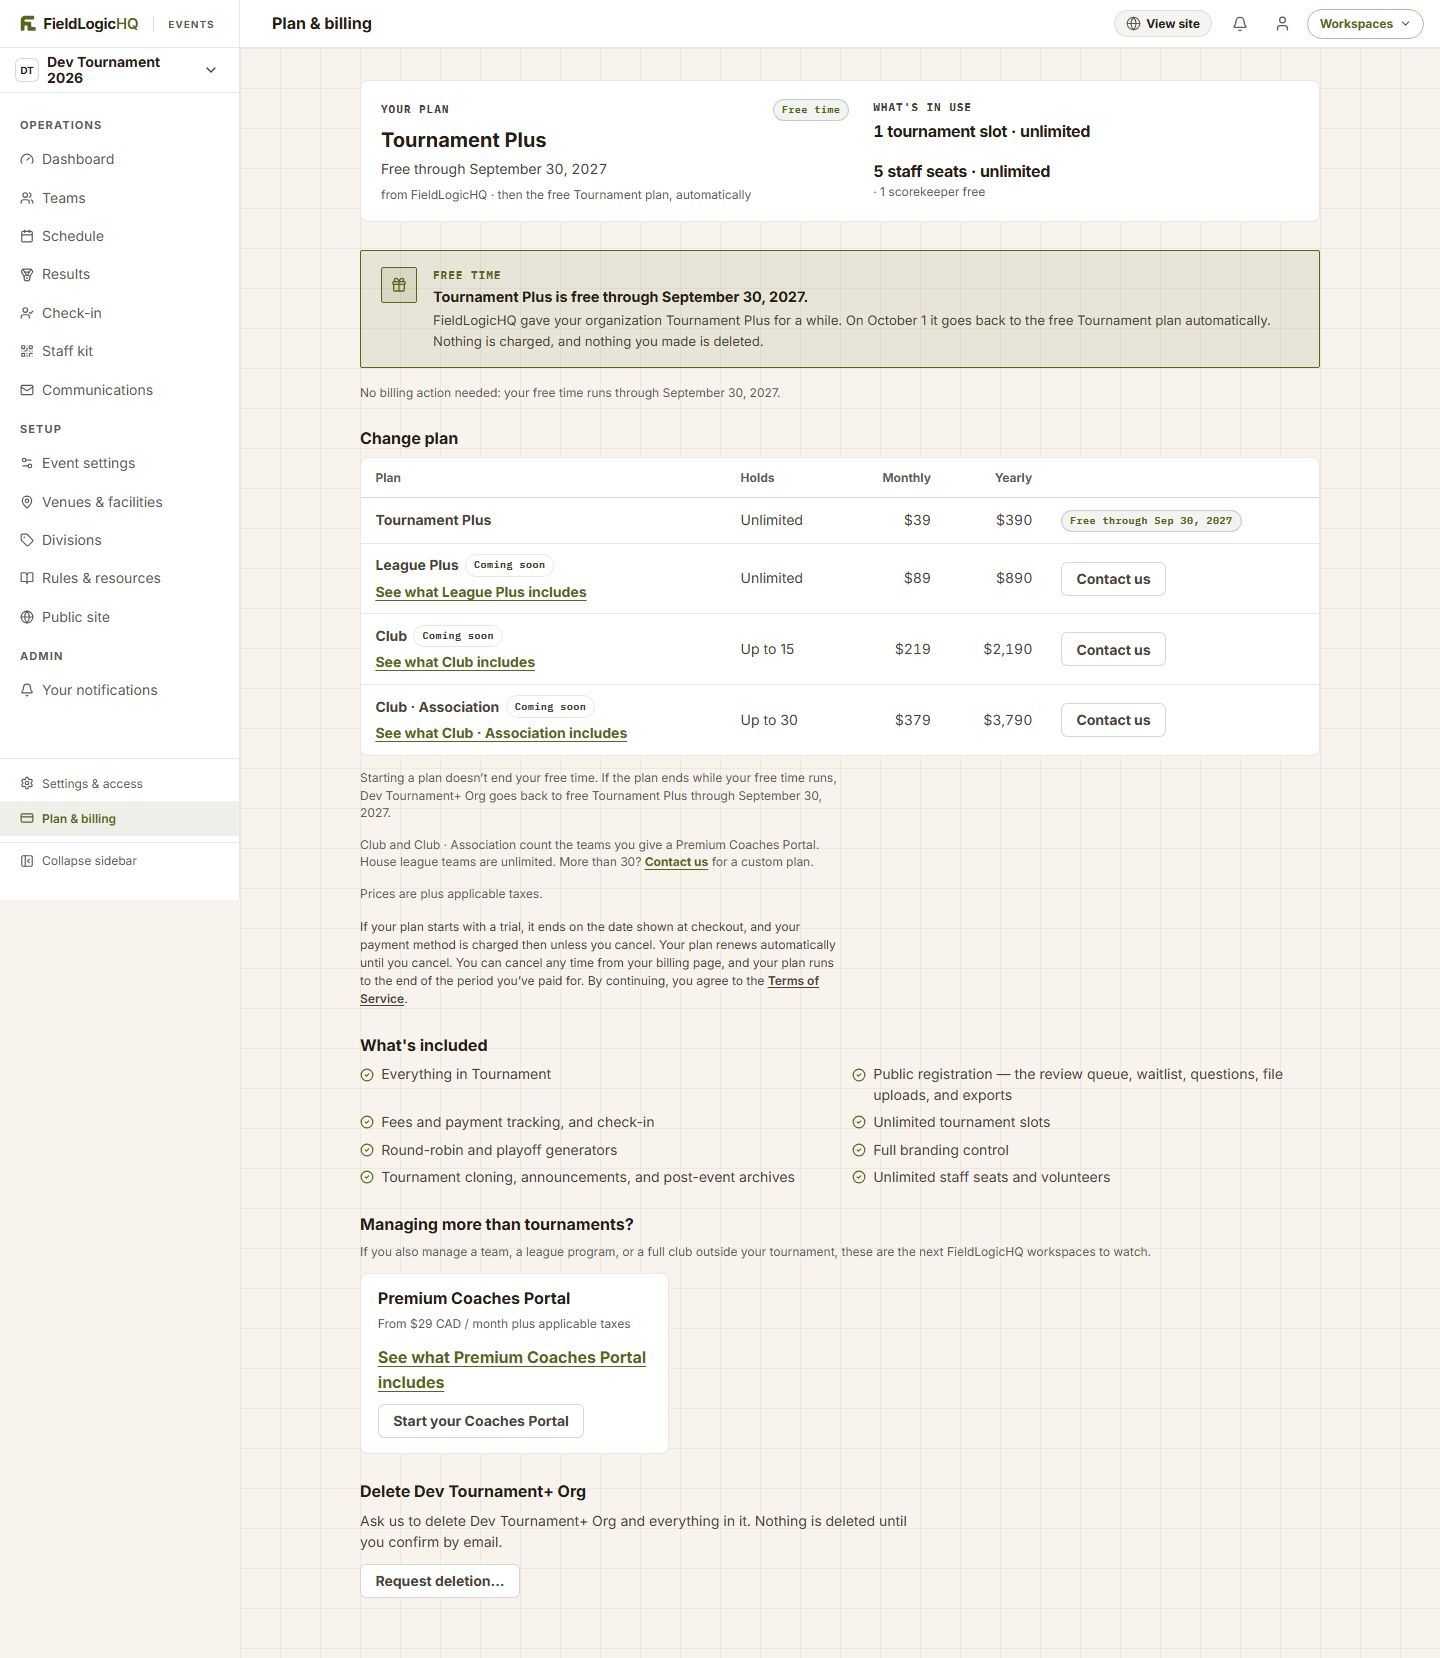 FieldLogicHQ EVENTS
Plan & billing
View site
Workspaces
DT
Dev Tournament
2026
OPERATIONS
Dashboard
Teams
Schedule
Results
Check-in
Staff kit
Communications
SETUP
Event settings
Venues & facilities
Divisions
Rules & resources
Public site
ADMIN
Your notifications
Settings & access
Plan & billing
Collapse sidebar
YOUR PLAN
Free time
Tournament Plus
Free through September 30, 2027
from FieldLogicHQ · then the free Tournament plan, automatically
WHAT'S IN USE
1 tournament slot · unlimited
5 staff seats · unlimited
· 1 scorekeeper free
FREE TIME
Tournament Plus is free through September 30, 2027.
FieldLogicHQ gave your organization Tournament Plus for a while. On October 1 it goes back to the free Tournament plan automatically.
Nothing is charged, and nothing you made is deleted.
No billing action needed: your free time runs through September 30, 2027.
Change plan
Plan Holds Monthly Yearly
Tournament Plus Unlimited $39 $390 Free through Sep 30, 2027
League Plus Coming soon
See what League Plus includes
Unlimited $89 $890 Contact us
Club Coming soon
See what Club includes
Up to 15 $219 $2,190 Contact us
Club · Association Coming soon
See what Club · Association includes
Up to 30 $379 $3,790 Contact us
Starting a plan doesn’t end your free time. If the plan ends while your free time runs,
Dev Tournament+ Org goes back to free Tournament Plus through September 30,
2027.
Club and Club · Association count the teams you give a Premium Coaches Portal.
House league teams are unlimited. More than 30? Contact us for a custom plan.
Prices are plus applicable taxes.
If your plan starts with a trial, it ends on the date shown at checkout, and your
payment method is charged then unless you cancel. Your plan renews automatically
until you cancel. You can cancel any time from your billing page, and your plan runs
to the end of the period you’ve paid for. By continuing, you agree to the Terms of
Service.
What's included
Everything in Tournament
Public registration — the review queue, waitlist, questions, file
uploads, and exports
Fees and payment tracking, and check-in
Unlimited tournament slots
Round-robin and playoff generators
Full branding control
Tournament cloning, announcements, and post-event archives
Unlimited staff seats and volunteers
Managing more than tournaments?
If you also manage a team, a league program, or a full club outside your tournament, these are the next FieldLogicHQ workspaces to watch.
Premium Coaches Portal
From $29 CAD / month plus applicable taxes
See what Premium Coaches Portal
includes
Start your Coaches Portal
Delete Dev Tournament+ Org
Ask us to delete Dev Tournament+ Org and everything in it. Nothing is deleted until
you confirm by email.
Request deletion...